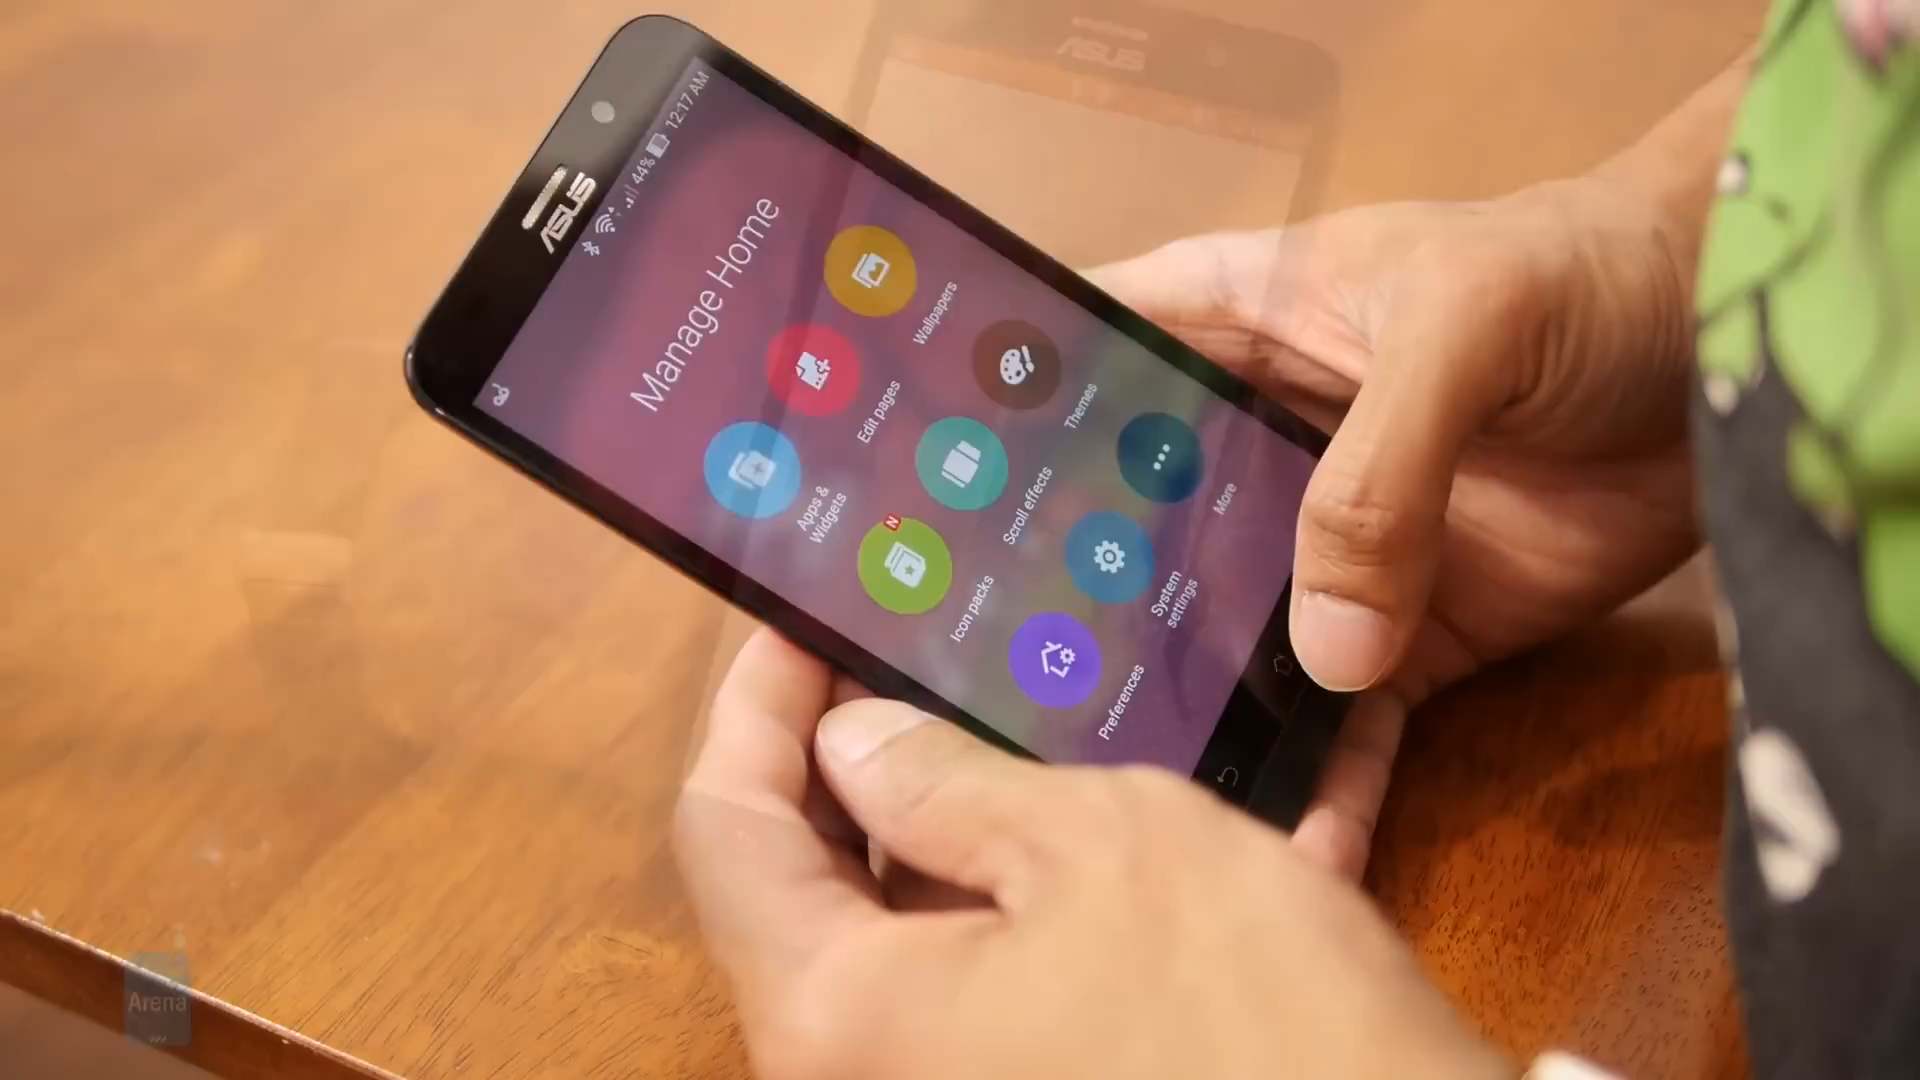 ASUS
44% 12:17 AM
Manage Home
Wallpapers
Edit pages
Apps &
Widgets
Themes
Scroll effects
N
Icon packs
More
System
settings
Preferences
ASUS
Arena